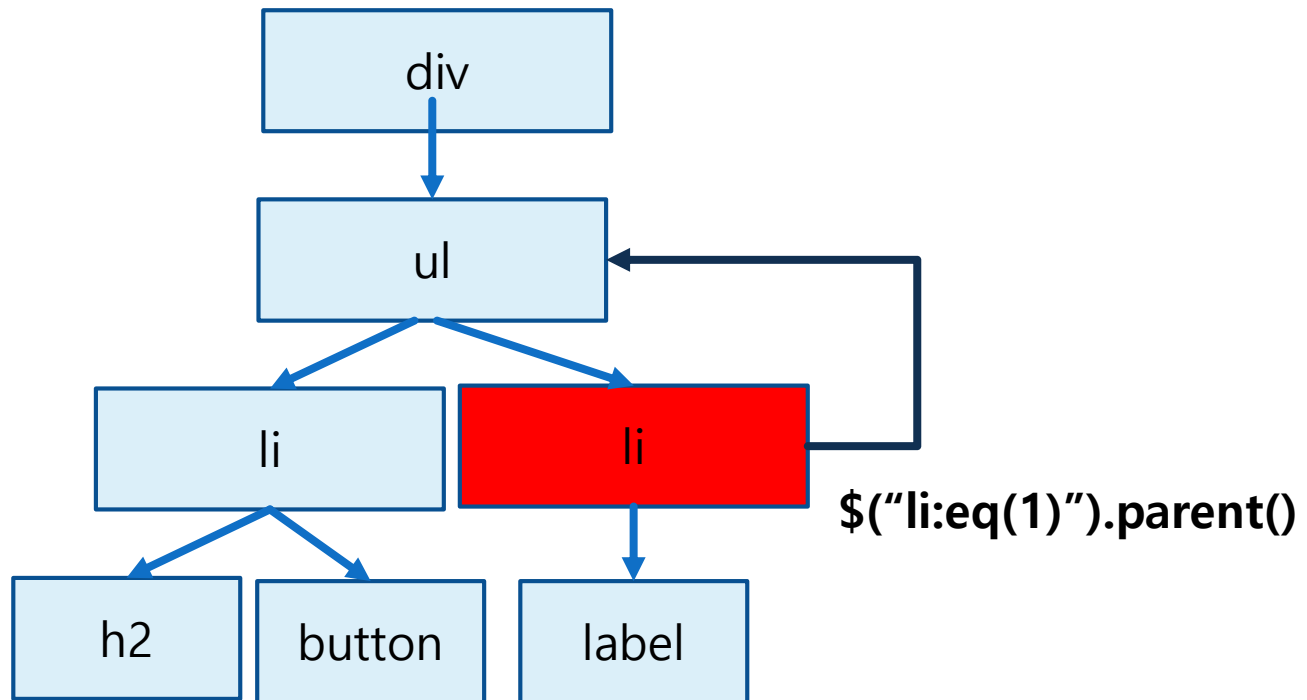 div
ul
li
li
$(“li:eq(1)”).parent()
h2
button
label